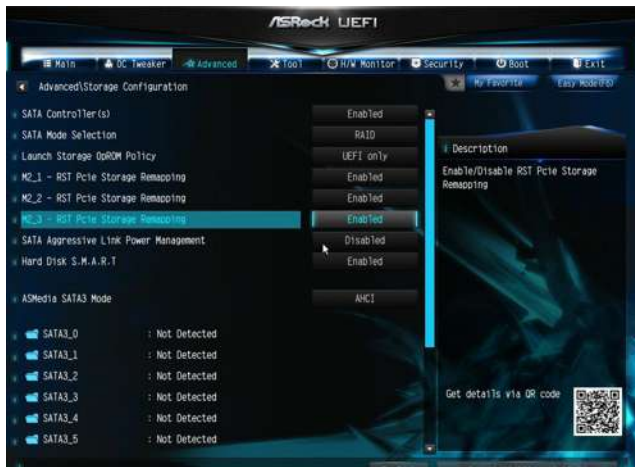 ASRock UEFI
Main OC Tweaker Advanced Tool H/W Monitor Security Boot Exit
Advanced\Storage Configuration My Favorite Easy Mode(F6)
SATA Controller(s) Enabled
SATA Mode Selection RAID
Launch Storage OpROM Policy UEFI only
M2_1 - RST Pcie Storage Remapping Enabled
M2_2 - RST Pcie Storage Remapping Enabled
M2_3 - RST Pcie Storage Remapping Enabled
SATA Aggressive Link Power Management Disabled
Hard Disk S.M.A.R.T Enabled
ASMedia SATA3 Mode AHCI
SATA3_0 : Not Detected
SATA3_1 : Not Detected
SATA3_2 : Not Detected
SATA3_3 : Not Detected
SATA3_4 : Not Detected
SATA3_5 : Not Detected
Description
Enable/Disable RST Pcie Storage
Remapping
Get details via QR code